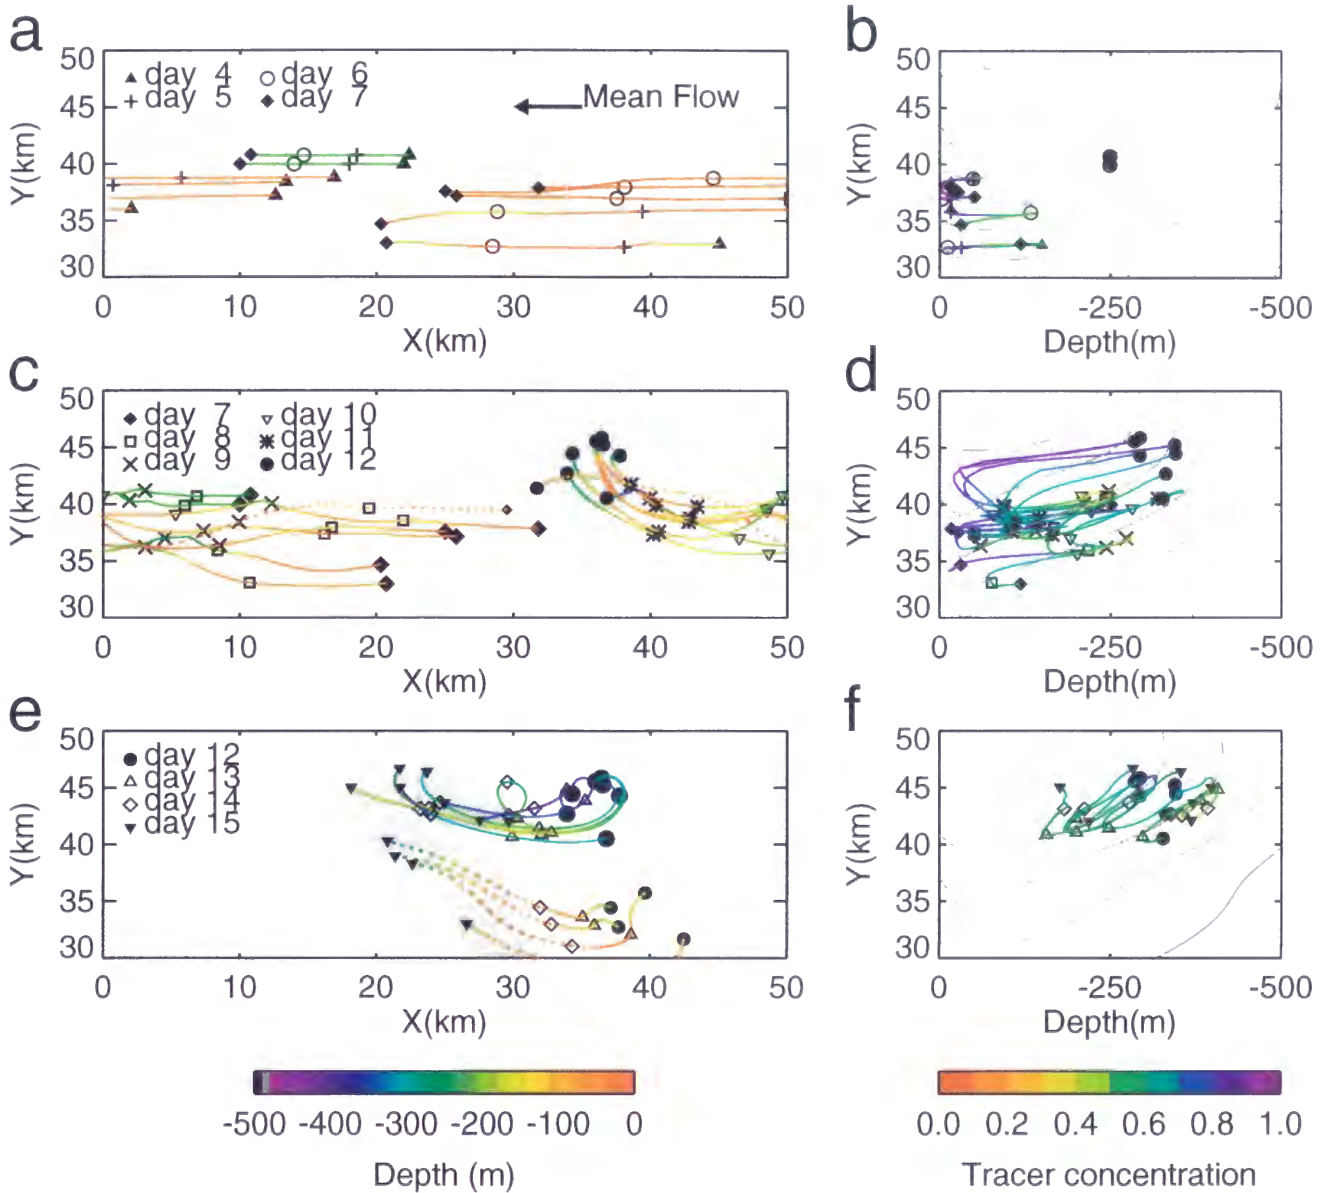 a
b
50
45
40
35
30
Y(km)
day 4
day 5
day 6
day 7
Mean Flow
0 10 20 30 40 50
X(km)
50
45
40
35
30
Y(km)
0 -250 -500
Depth(m)
c
d
50
45
40
35
30
Y(km)
day 7
day 8
day 9
day 10
day 11
day 12
0 10 20 30 40 50
X(km)
50
45
40
35
30
Y(km)
0 -250 -500
Depth(m)
e
f
50
45
40
35
30
Y(km)
day 12
day 13
day 14
day 15
0 10 20 30 40 50
X(km)
50
45
40
35
30
Y(km)
0 -250 -500
Depth(m)
-500 -400 -300 -200 -100 0
Depth (m)
0.0 0.2 0.4 0.6 0.8 1.0
Tracer concentration